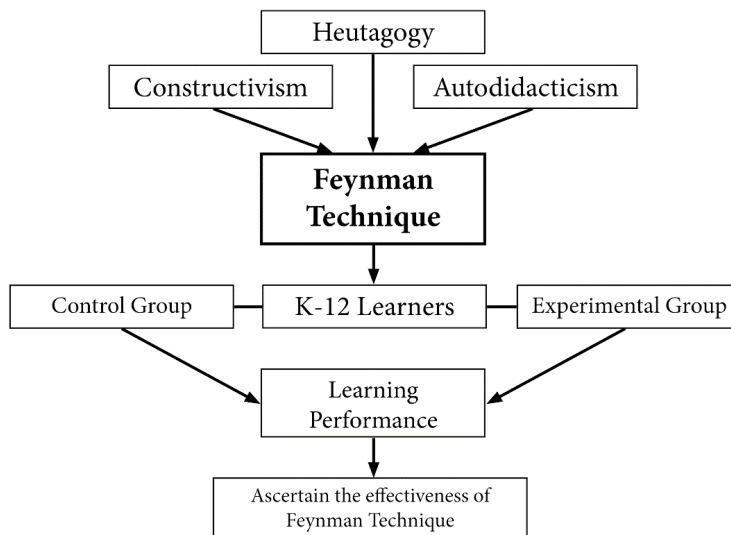 Heutagogy
Constructivism
Autodidacticism
Feynman
Technique
Control Group
K-12 Learners
Experimental Group
Learning
Performance
Ascertain the effectiveness of
Feynman Technique